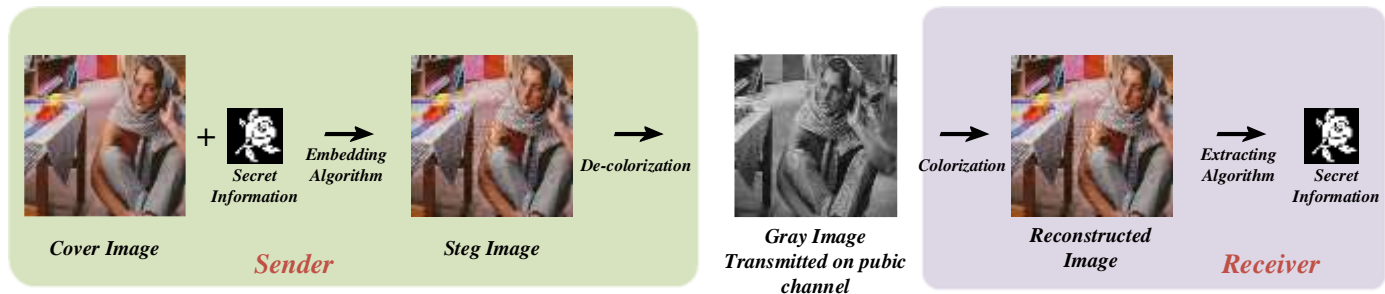 +
Secret
Information
Embedding
Algorithm
De-colorization
Cover Image
Steg Image
Sender
Gray Image
Transmitted on pubic
channel
Colorization
Extracting
Algorithm
Secret
Information
Reconstructed
Image
Receiver